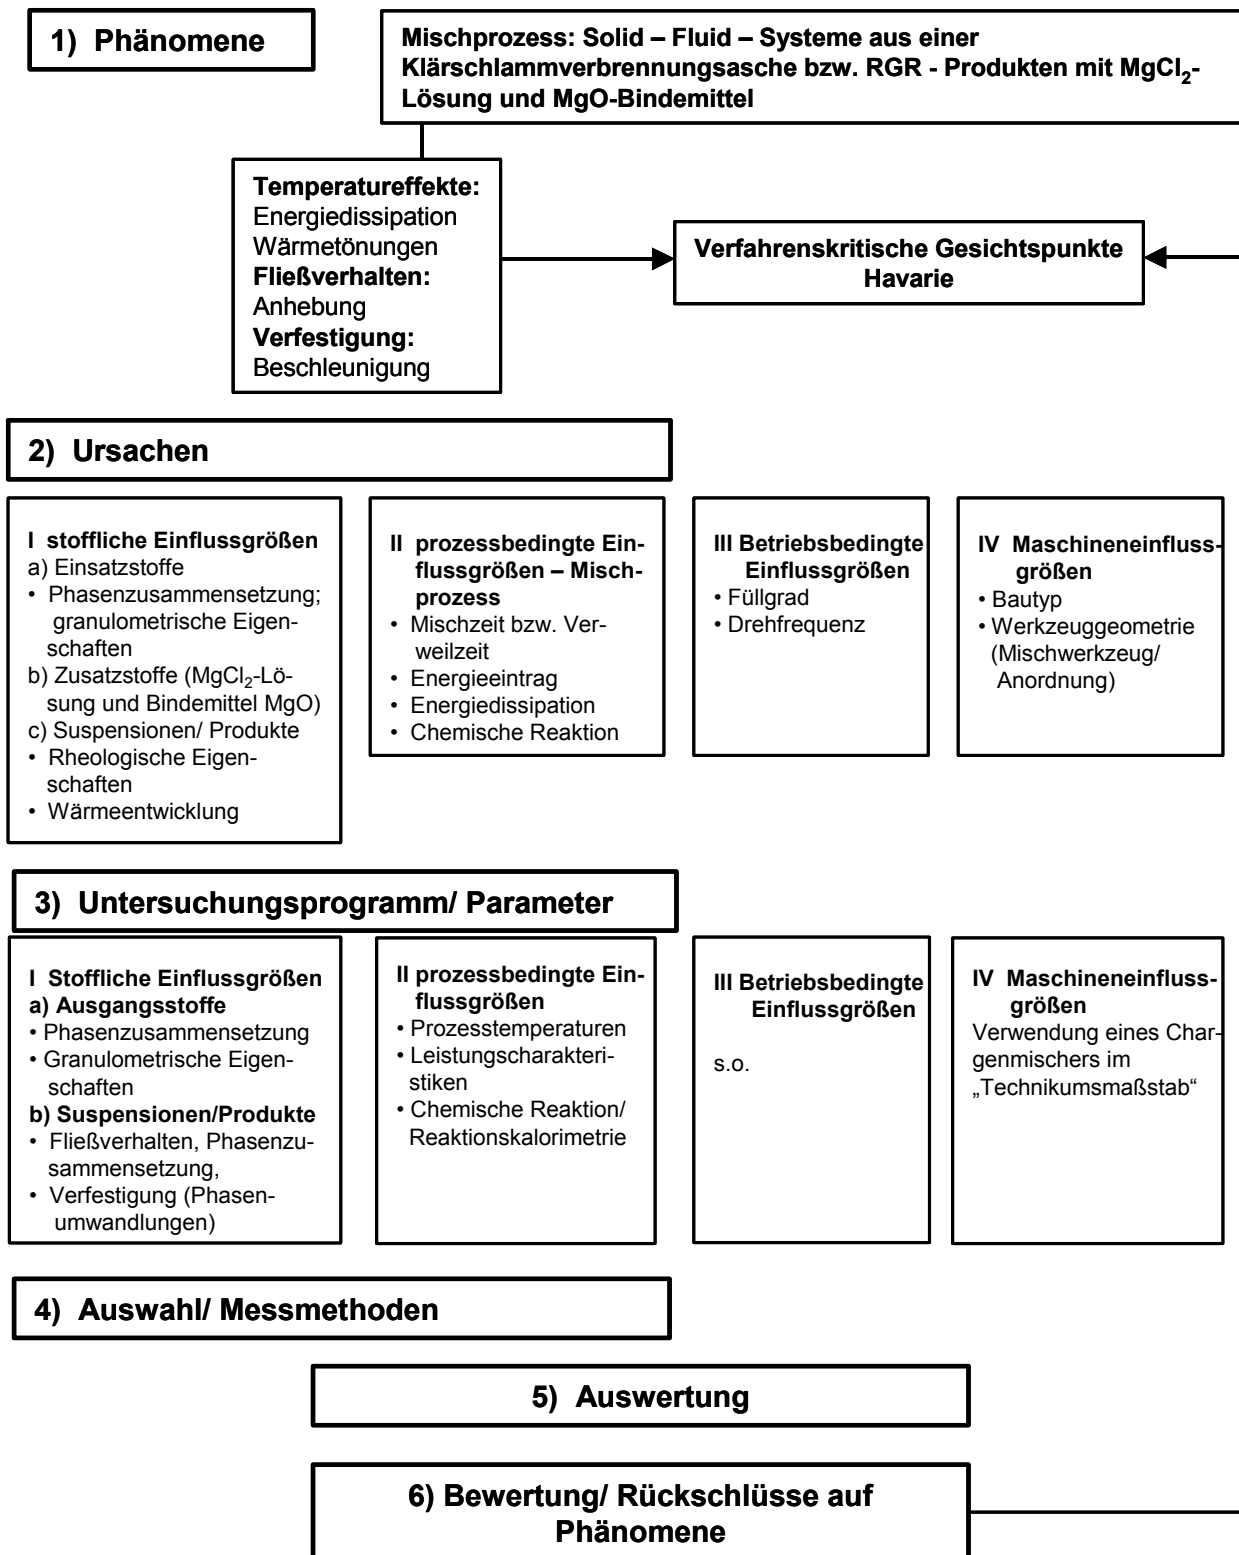 1) Phänomene
Mischprozess: Solid – Fluid – Systeme aus einer
Klärschlammverbrennungsasche bzw. RGR - Produkten mit MgCl₂-
Lösung und MgO-Bindemittel
Temperatureffekte:
Energiedissipation
Wärmetönungen
Fließverhalten:
Anhebung
Verfestigung:
Beschleunigung
Verfahrenskritische Gesichtspunkte
Havarie
2) Ursachen
I stoffliche Einflussgrößen
a) Einsatzstoffe
• Phasenzusammensetzung;
granulometrische Eigen-
schaften
b) Zusatzstoffe (MgCl₂-Lö-
sung und Bindemittel MgO)
c) Suspensionen/ Produkte
• Rheologische Eigen-
schaften
• Wärmeentwicklung
II prozessbedingte Ein-
flussgrößen – Misch-
prozess
• Mischzeit bzw. Ver-
weilzeit
• Energieeintrag
• Energiedissipation
• Chemische Reaktion
III Betriebsbedingte
Einflussgrößen
• Füllgrad
• Drehfrequenz
IV Maschineneinfluss-
größen
• Bautyp
• Werkzeuggeometrie
(Mischwerkzeug/
Anordnung)
3) Untersuchungsprogramm/ Parameter
I Stoffliche Einflussgrößen
a) Ausgangsstoffe
• Phasenzusammensetzung
• Granulometrische Eigen-
schaften
b) Suspensionen/Produkte
• Fließverhalten, Phasenzu-
sammensetzung,
• Verfestigung (Phasen-
umwandlungen)
II prozessbedingte Ein-
flussgrößen
• Prozesstemperaturen
• Leistungscharakteri-
stiken
• Chemische Reaktion/
Reaktionskalorimetrie
III Betriebsbedingte
Einflussgrößen
s.o.
IV Maschineneinfluss-
größen
Verwendung eines Char-
genmischers im
„Technikumsmaßstab“
4) Auswahl/ Messmethoden
5) Auswertung
6) Bewertung/ Rückschlüsse auf
Phänomene